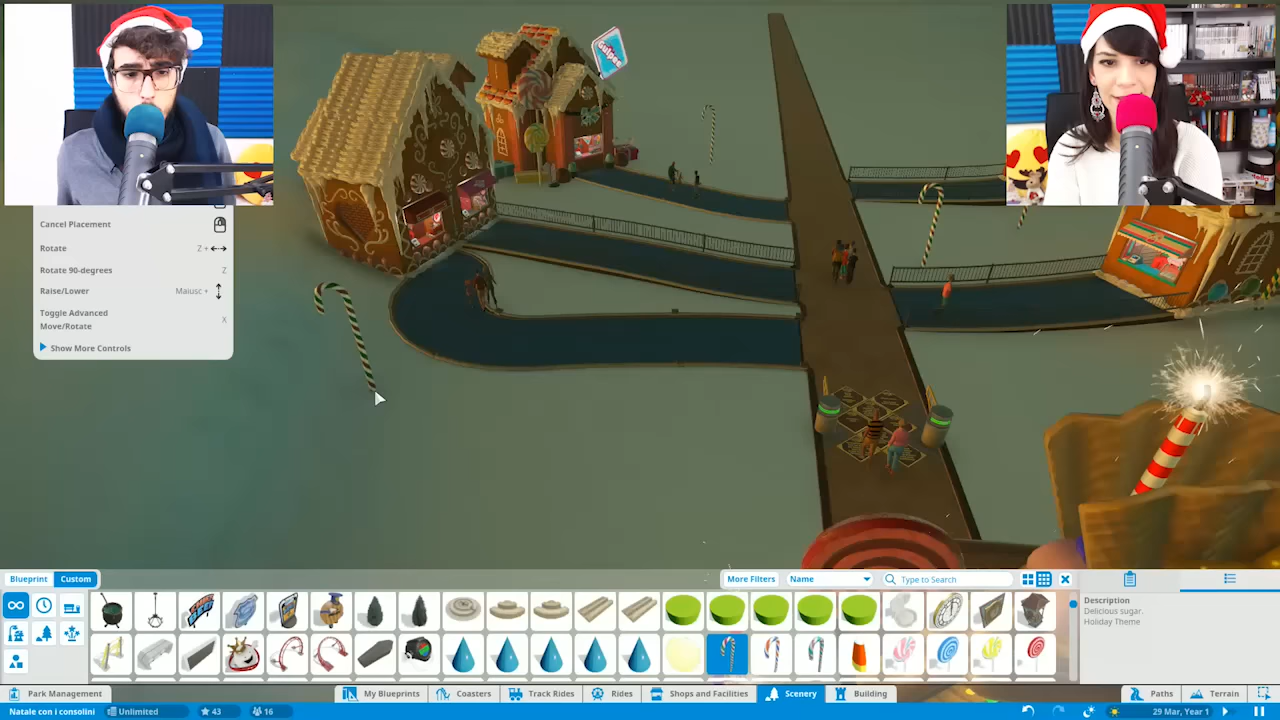 Gulpee
Cancel Placement
Rotate Z +
Rotate 90-degrees Z
Raise/Lower Maiusc +
Toggle Advanced
Move/Rotate X
Show More Controls
Blueprint Custom
More Filters Name Type to Search
Description
Delicious sugar.
Holiday Theme
Park Management My Blueprints Coasters Track Rides Rides Shops and Facilities Scenery Building Paths Terrain
Natale con i consolini Unlimited 43 16 29 Mar, Year 1